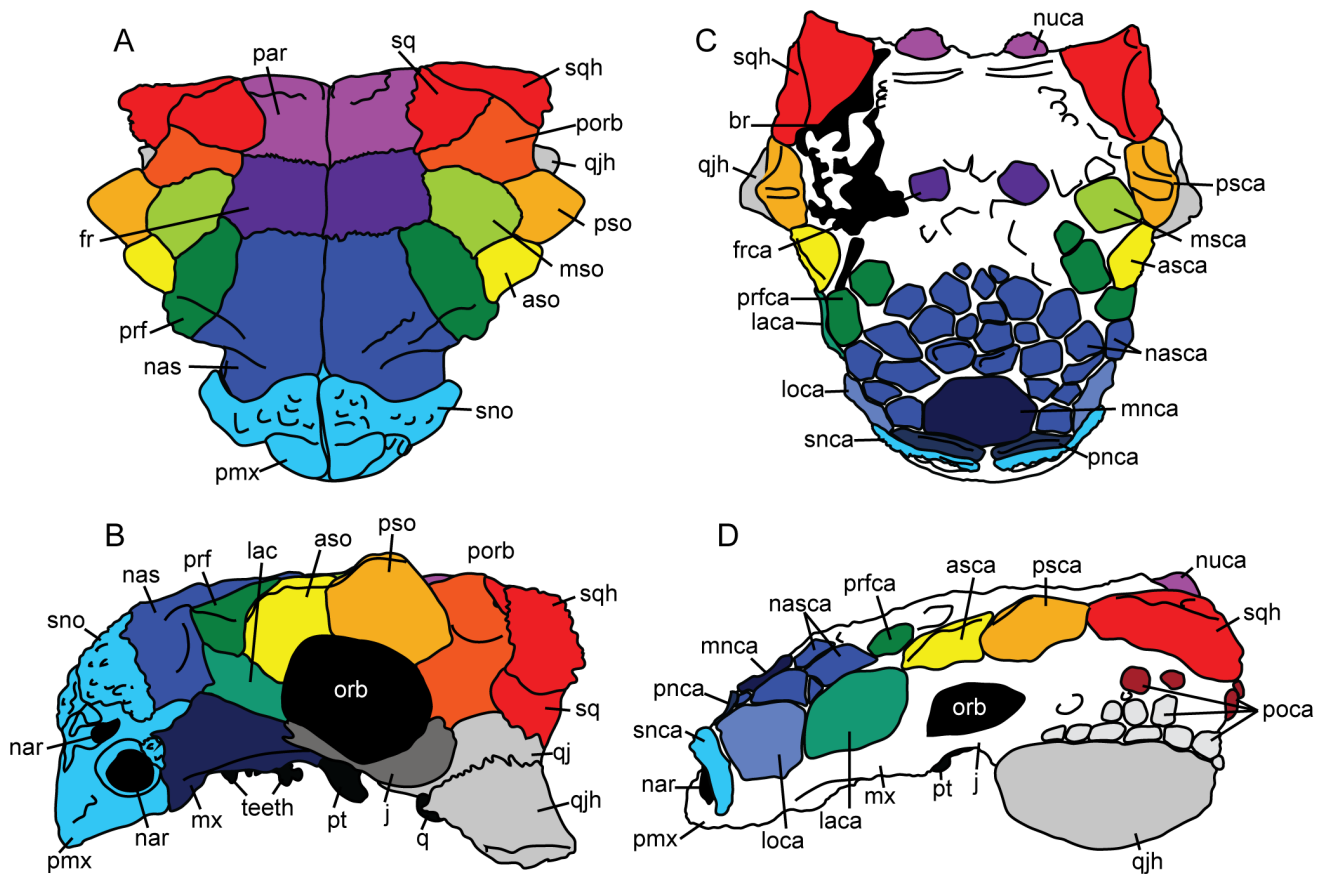 A
par
sq
sqh
porb
qjh
fr
pso
mso
aso
prf
nas
sno
pmx
C
nuca
sqh
br
qjh
psca
msca
frca
asca
prfca
laca
nasca
loca
mnca
snca
pnca
B
pso
aso
lac
porb
prf
nas
sqh
sno
orb
sq
nar
qj
qjh
mx
teeth
pt
j
q
nar
pmx
D
nuca
psca
asca
prfca
sqh
nasca
mnca
pnca
orb
poca
snca
nar
mx
pt
j
pmx
loca
laca
qjh